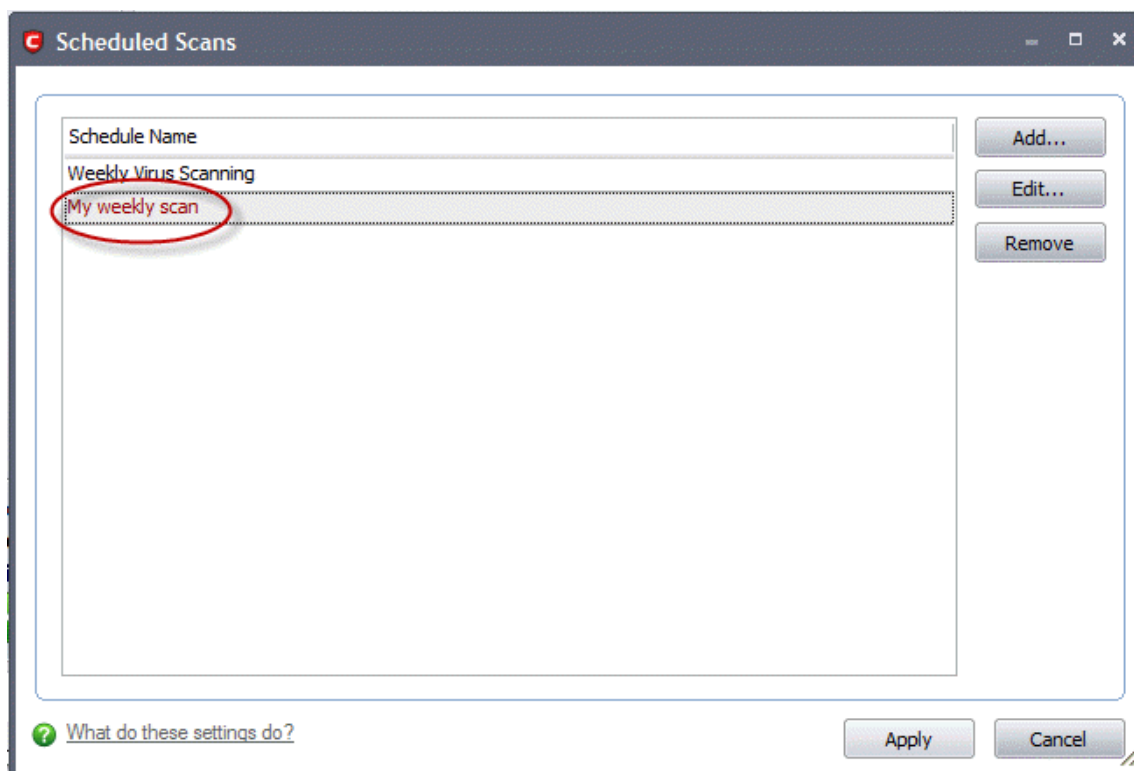 Scheduled Scans
Schedule Name
Add...
Weekly Virus Scanning
Edit...
My weekly scan
Remove
What do these settings do?
Apply
Cancel